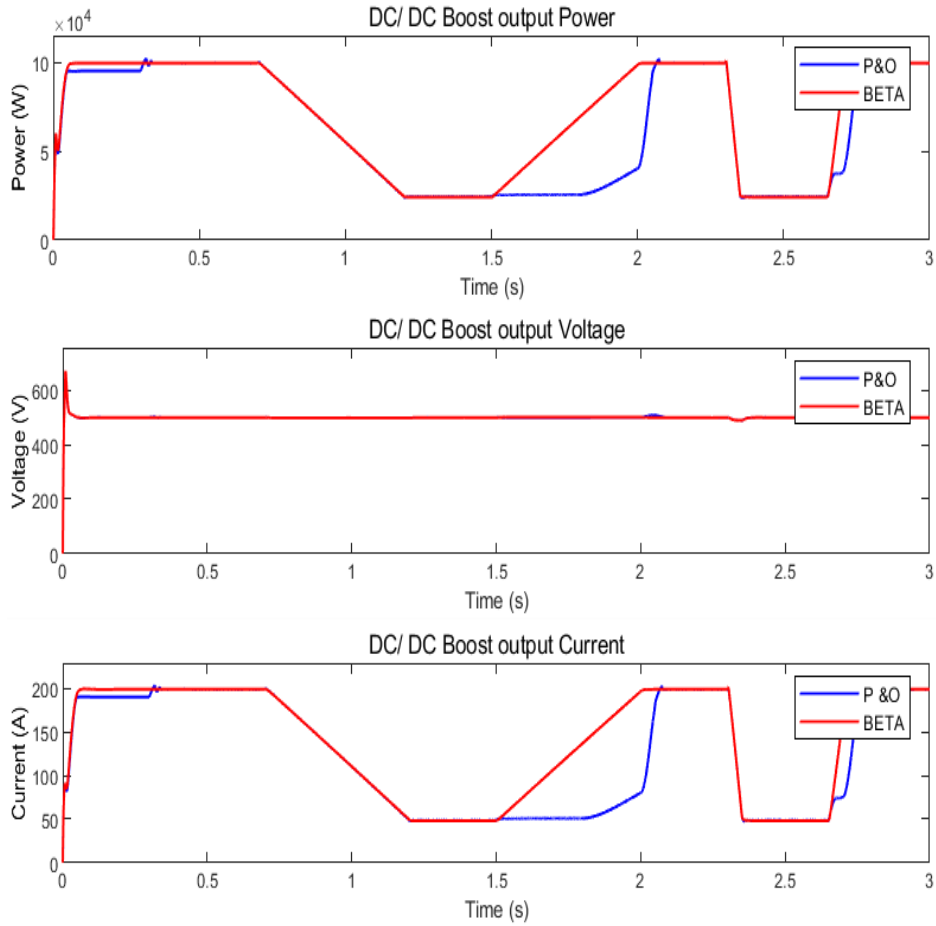 DC/ DC Boost output Power
×10⁴
10
5
0
Power (W)
P&O
BETA
0 0.5 1 1.5 2 2.5 3
Time (s)
DC/ DC Boost output Voltage
600
400
200
0
Voltage (V)
P&O
BETA
0 0.5 1 1.5 2 2.5 3
Time (s)
DC/ DC Boost output Current
200
150
100
50
0
Current (A)
P &O
BETA
0 0.5 1 1.5 2 2.5 3
Time (s)